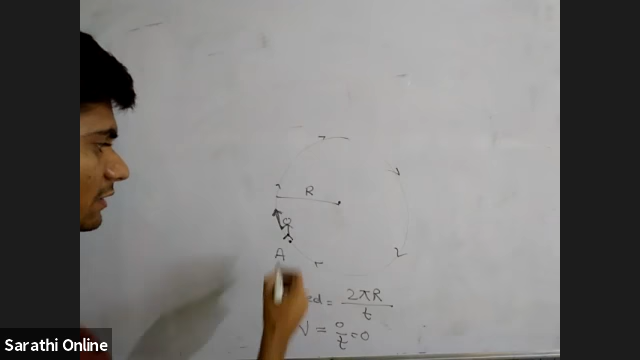 R
A
ed = 2πR / t
V = 0 / t = 0
Sarathi Online